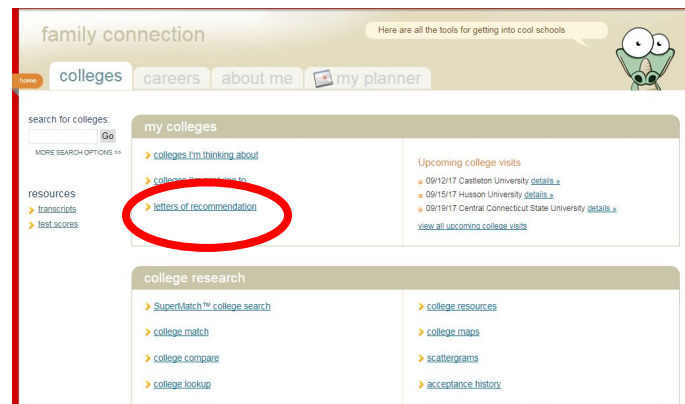 family connection
Here are all the tools for getting into cool schools
home
colleges
careers
about me
my planner
search for colleges:
Go
MORE SEARCH OPTIONS >>
resources
transcripts
test scores
my colleges
colleges I'm thinking about
colleges I'm applying to
letters of recommendation
Upcoming college visits
09/12/17 Castleton University details »
09/15/17 Husson University details »
09/19/17 Central Connecticut State University details »
view all upcoming college visits
college research
SuperMatch™ college search
college match
college compare
college lookup
college resources
college maps
scattergrams
acceptance history